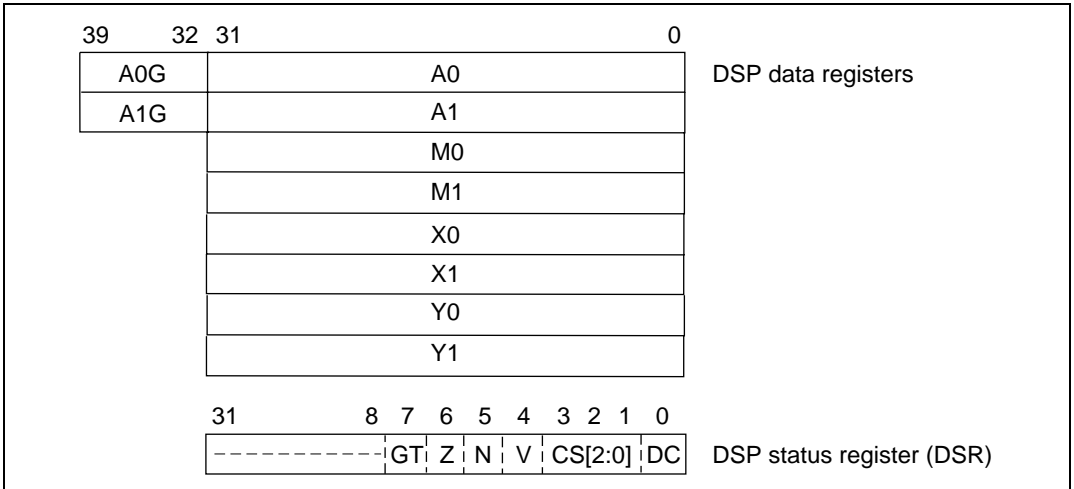 39 32 31 0
A0G A0 DSP data registers
A1G A1
M0
M1
X0
X1
Y0
Y1
31 8 7 6 5 4 3 2 1 0
GT Z N V CS[2:0] DC DSP status register (DSR)